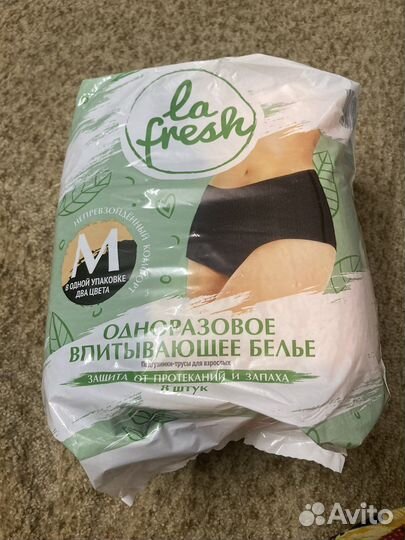 la
fresh
НЕПРЕВЗОЙДЁННЫЙ КОМФОРТ
M
В ОДНОЙ УПАКОВКЕ
ДВА ЦВЕТА
ОДНОРАЗОВОЕ
ВПИТЫВАЮЩЕЕ БЕЛЬЕ
Подгузники-трусы для взрослых
ЗАЩИТА ОТ ПРОТЕКАНИЙ И ЗАПАХА
8 ШТУК
Avito